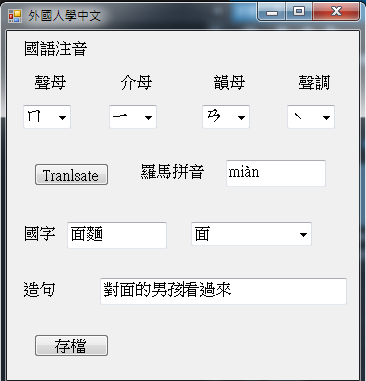 外國人學中文
國語注音
聲母 介母 韻母 聲調
ㄇ ㄧ ㄢ ˋ
Tranlsate 羅馬拼音 miàn
國字 面麵 面
造句 對面的男孩看過來
存檔